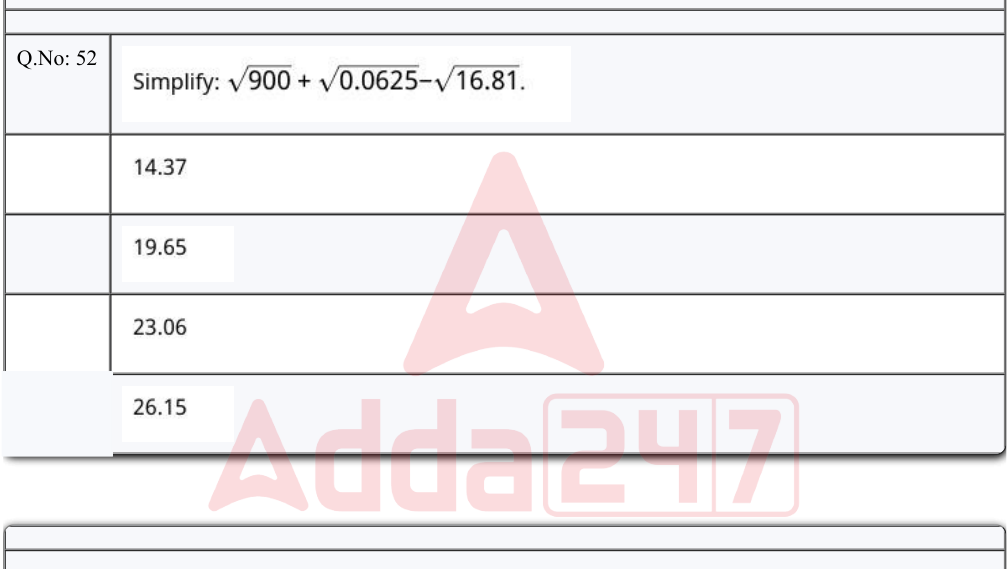 Q.No: 52
Simplify: √900 + √0.0625−√16.81.
14.37
19.65
23.06
26.15
Adda247